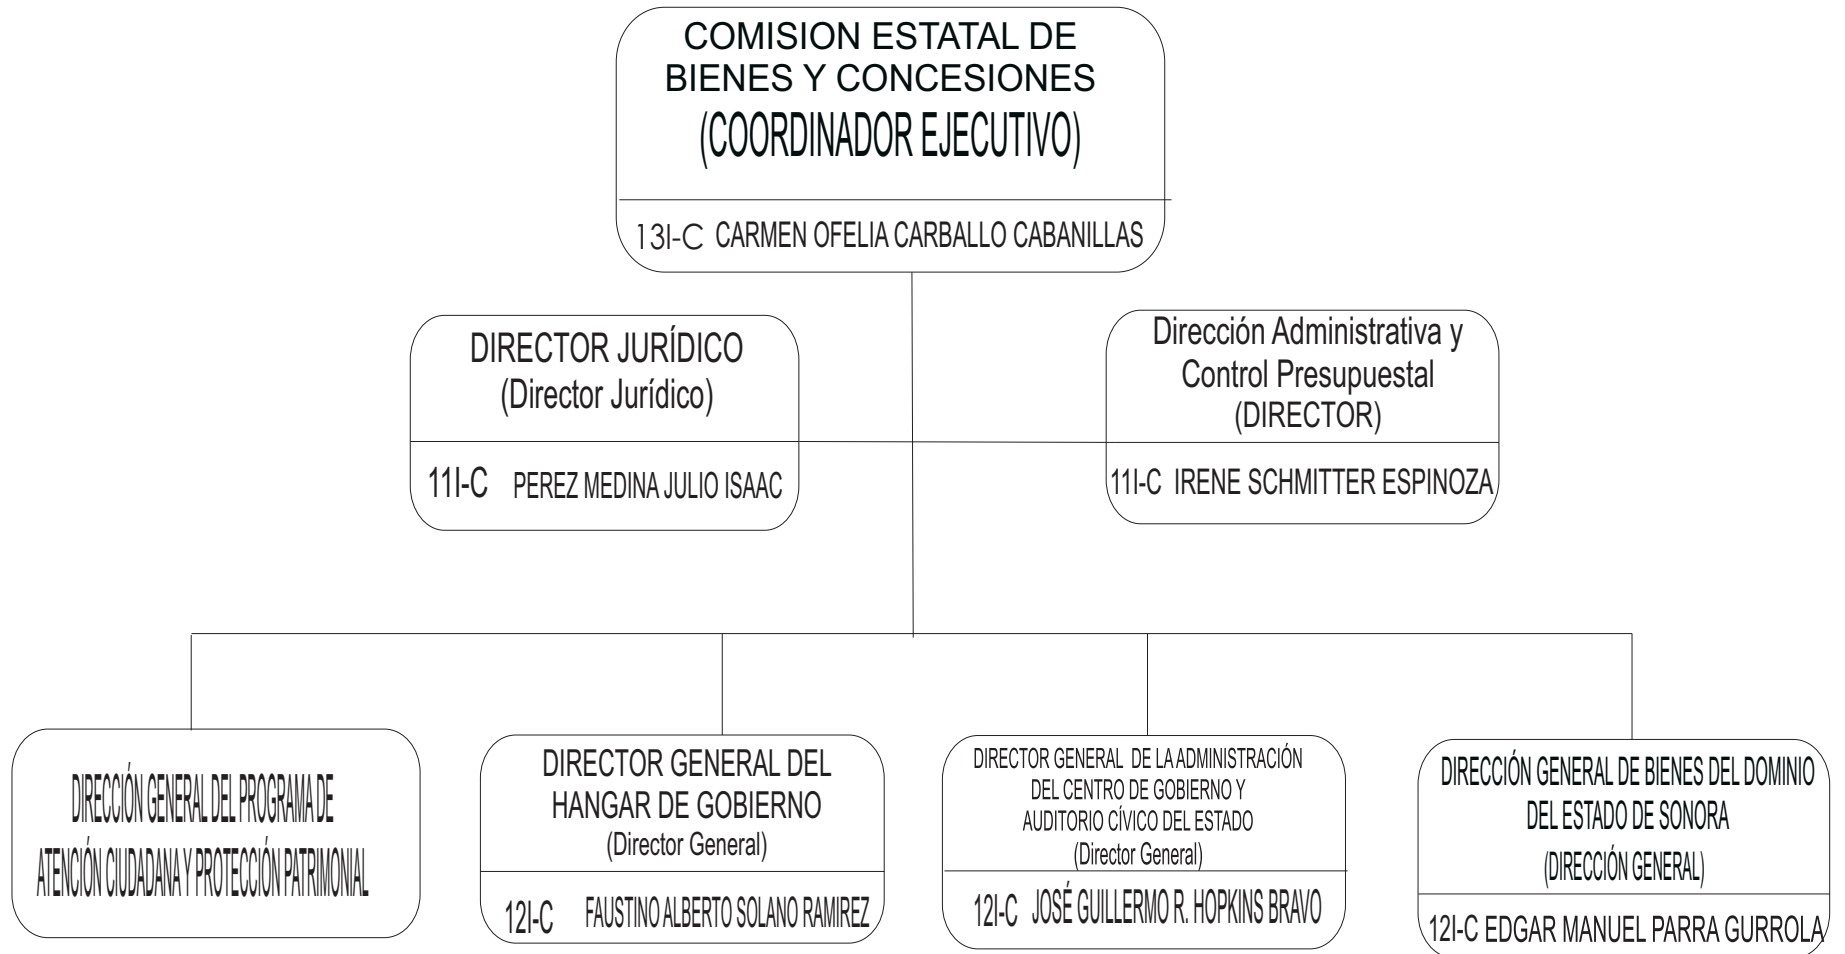 COMISION ESTATAL DE
BIENES Y CONCESIONES
(COORDINADOR EJECUTIVO)
13I-C CARMEN OFELIA CARBALLO CABANILLAS
DIRECTOR JURÍDICO
(Director Jurídico)
11I-C PEREZ MEDINA JULIO ISAAC
Dirección Administrativa y
Control Presupuestal
(DIRECTOR)
11I-C IRENE SCHMITTER ESPINOZA
DIRECCIÓN GENERAL DEL PROGRAMA DE
ATENCIÓN CIUDADANA Y PROTECCIÓN PATRIMONIAL
DIRECTOR GENERAL DEL
HANGAR DE GOBIERNO
(Director General)
12I-C FAUSTINO ALBERTO SOLANO RAMIREZ
DIRECTOR GENERAL DE LA ADMINISTRACIÓN
DEL CENTRO DE GOBIERNO Y
AUDITORIO CÍVICO DEL ESTADO
(Director General)
12I-C JOSÉ GUILLERMO R. HOPKINS BRAVO
DIRECCIÓN GENERAL DE BIENES DEL DOMINIO
DEL ESTADO DE SONORA
(DIRECCIÓN GENERAL)
12I-C EDGAR MANUEL PARRA GURROLA